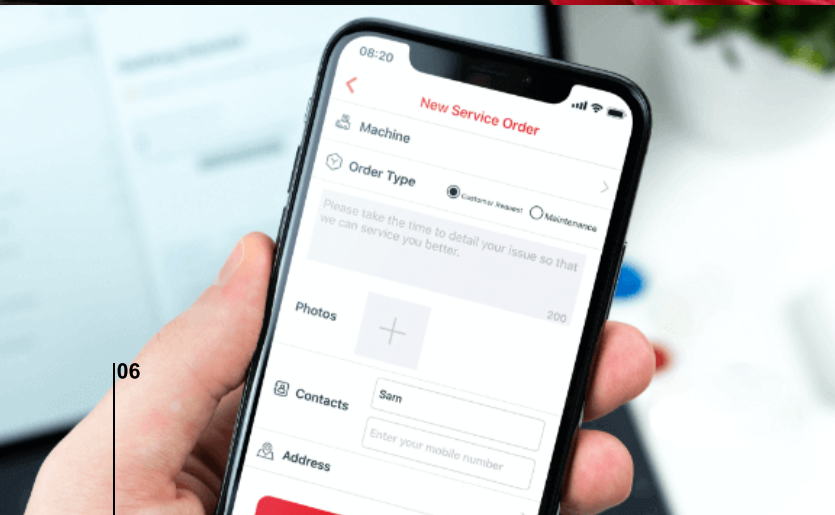 08:20
New Service Order
Machine
Order Type
Customer Request
Maintenance
Please take the time to detail your issue so that
we can service you better.
200
Photos
06
Contacts
Sam
Enter your mobile number
Address